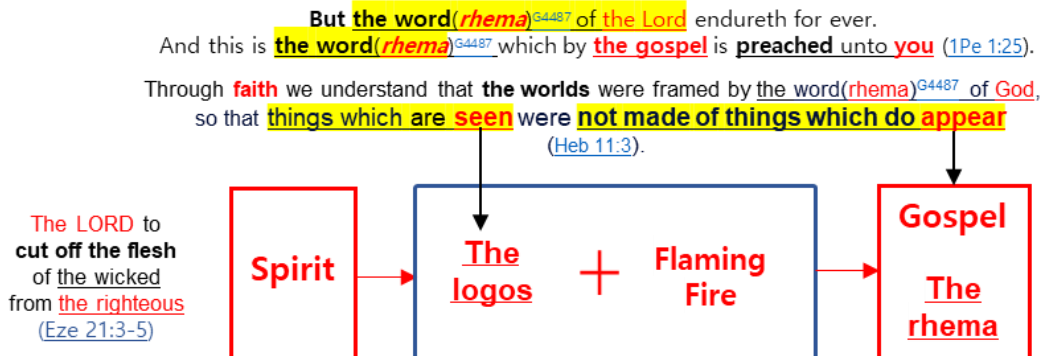 But the word(rhema)G4487 of the Lord endureth for ever.
And this is the word(rhema)G4487 which by the gospel is preached unto you (1Pe 1:25).
Through faith we understand that the worlds were framed by the word(rhema)G4487 of God,
so that things which are seen were not made of things which do appear
(Heb 11:3).
The LORD to
cut off the flesh
of the wicked
from the righteous
(Eze 21:3-5)
Spirit
The
logos
+
Flaming
Fire
Gospel
The
rhema